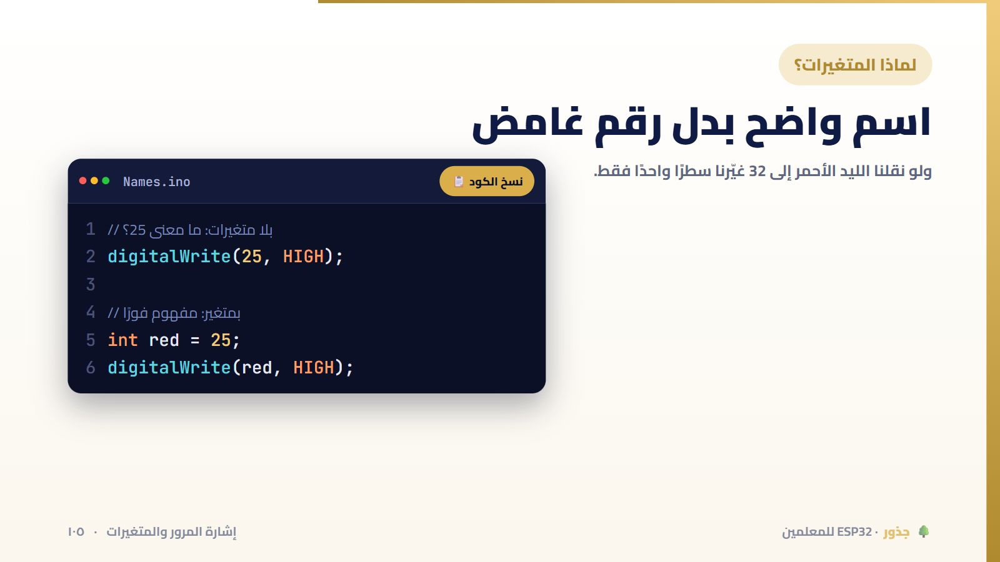 لماذا المتغيرات؟
اسم واضح بدل رقم غامض
ولو نقلنا الليد الأحمر إلى 32 غيّرنا سطرًا واحدًا فقط.
Names.ino
نسخ الكود 📋
1 // بلا متغيرات: ما معنى 25؟
2 digitalWrite(25, HIGH);
3
4 // بمتغير: مفهوم فورًا
5 int red = 25;
6 digitalWrite(red, HIGH);
🌳 جذور · ESP32 للمعلمين
إشارة المرور والمتغيرات · ١٠٥